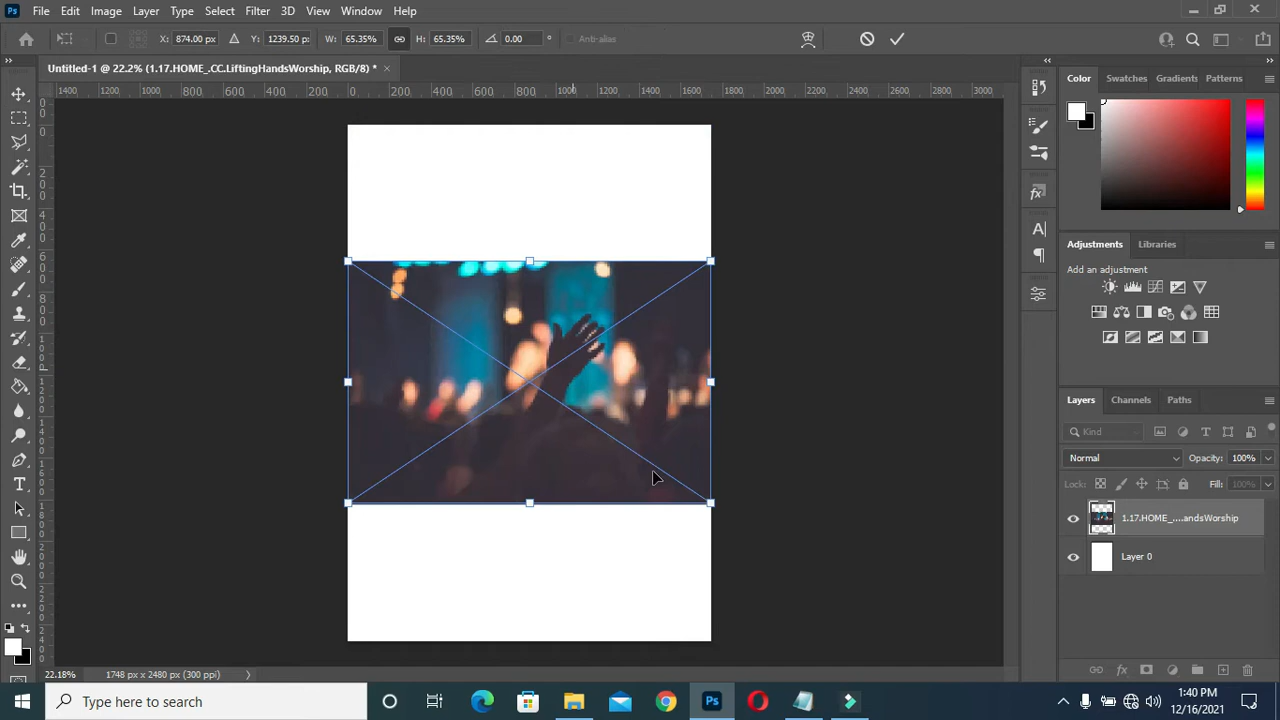 Ps File Edit Image Layer Type Select Filter 3D View Window Help
X: 874.00 px Y: 1239.50 px W: 65.35% H: 65.35% 0.00 ° Anti-alias
Untitled-1 @ 22.2% (1.17.HOME_.CC.LiftingHandsWorship, RGB/8) * ×
1400 1200 1000 800 600 400 200 0 200 400 600 800 1000 1200 1400 1600 1800 2000 2200 2400 2600 2800 3000
Color Swatches Gradients Patterns
Adjustments Libraries
Add an adjustment
Layers Channels Paths
Kind
Normal Opacity: 100%
Lock: Fill: 100%
1.17.HOME_....andsWorship
Layer 0
22.18% 1748 px x 2480 px (300 ppi)
Type here to search
Ps
1:40 PM
12/16/2021